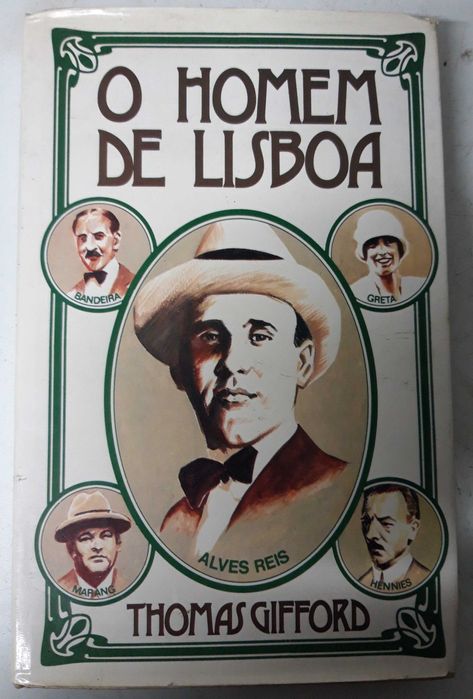 O HOMEM
DE LISBOA
BANDEIRA
GRETA
ALVES REIS
MARANG
HENNIES
THOMAS GIFFORD